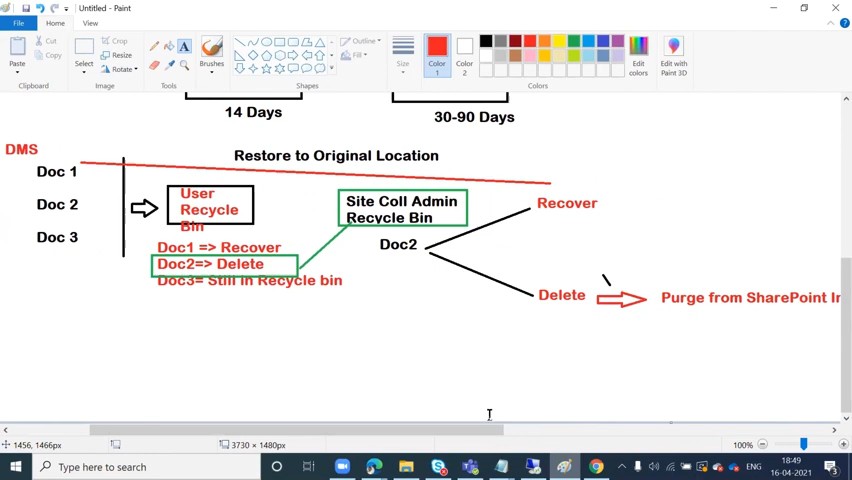 Untitled - Paint
File
Home
View
Paste
Cut
Copy
Clipboard
Select
Crop
Resize
Rotate
Image
A
Tools
Brushes
Outline
Fill
Shapes
Size
Color
1
Color
2
Edit
colors
Colors
Edit with
Paint 3D
14 Days
30-90 Days
DMS
Restore to Original Location
Doc 1
Doc 2
Doc 3
User
Recycle
Bin
Site Coll Admin
Recycle Bin
Recover
Doc2
Doc1 => Recover
Doc2=> Delete
Doc3= Still In Recycle bin
Delete
Purge from SharePoint In
1456, 1466px
3730 × 1480px
100%
Type here to search
ENG
18:49
16-04-2021
3